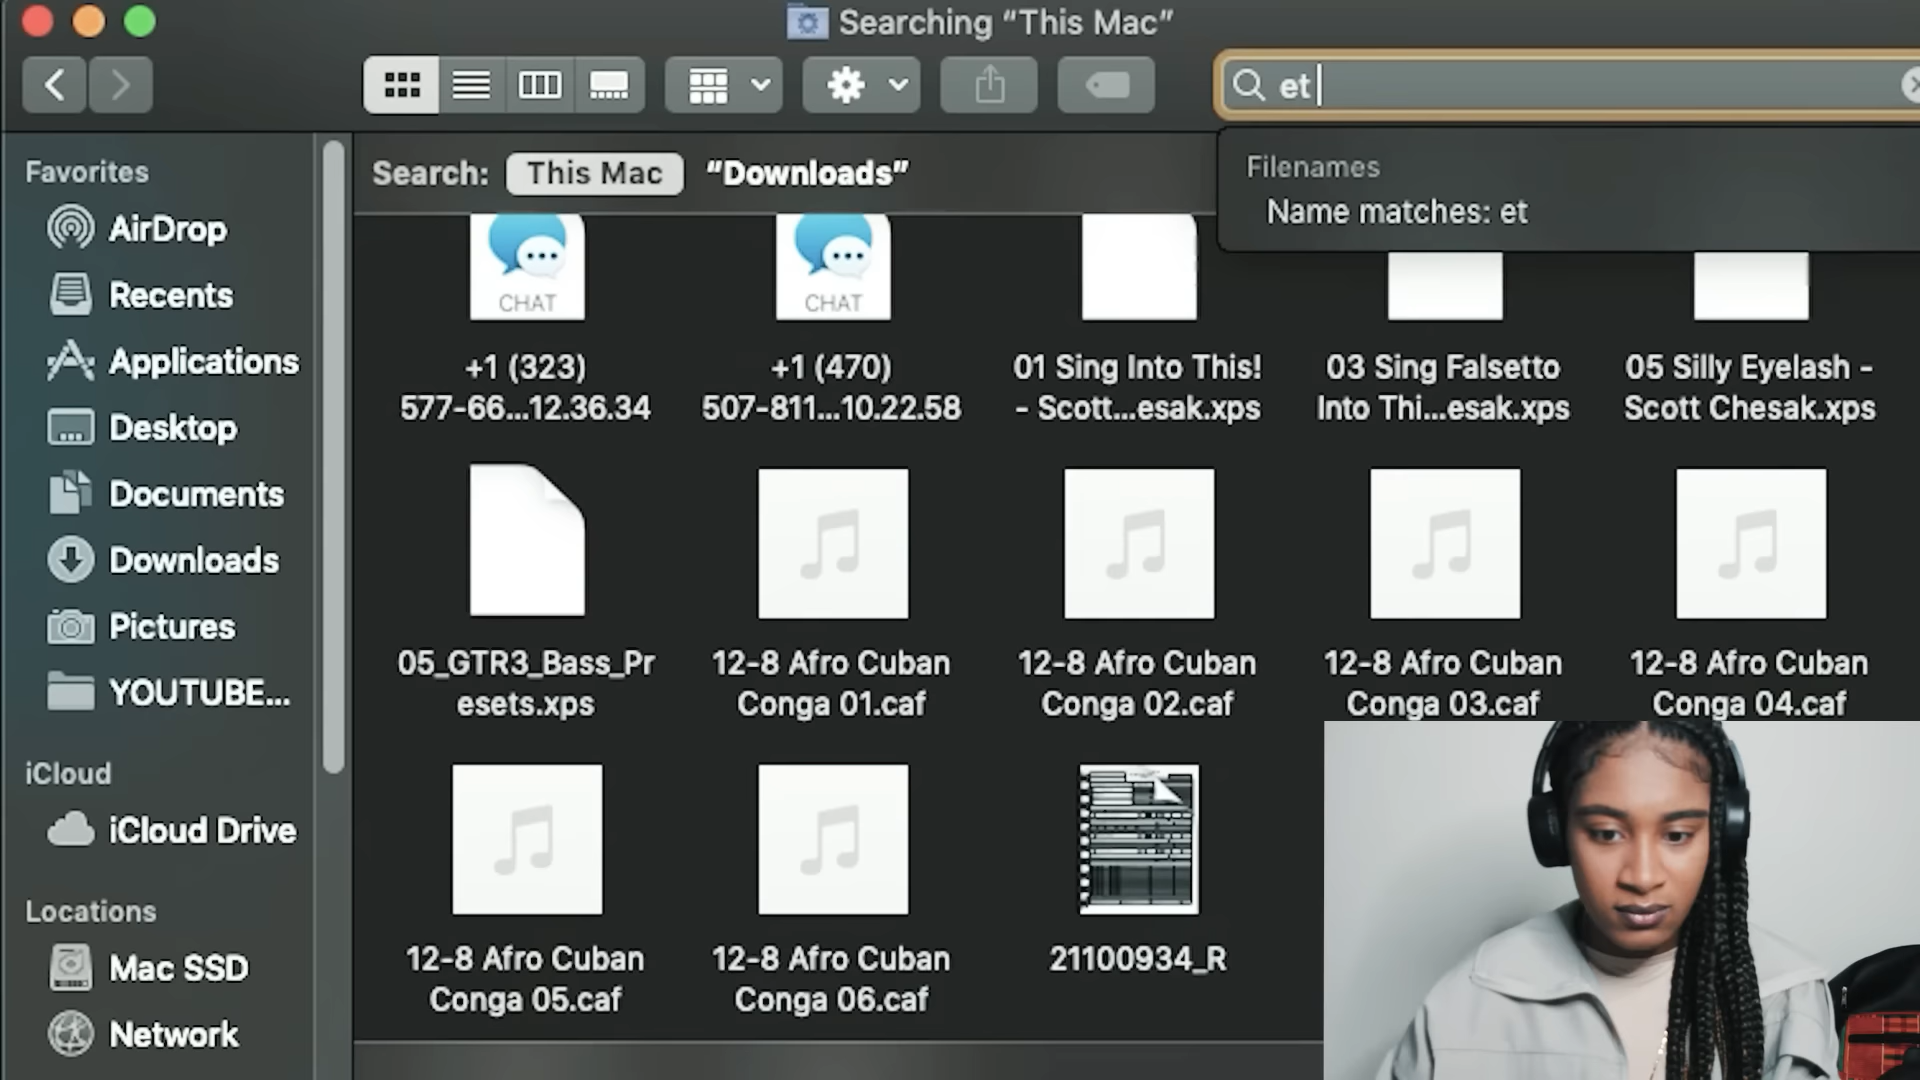 Searching “This Mac”
et
Filenames
Name matches: et
Search: This Mac “Downloads”
Favorites
AirDrop
Recents
Applications
Desktop
Documents
Downloads
Pictures
YOUTUBE...
iCloud
iCloud Drive
Locations
Mac SSD
Network
CHAT
CHAT
+1 (323)
577-66...12.36.34
+1 (470)
507-811...10.22.58
01 Sing Into This!
- Scott...esak.xps
03 Sing Falsetto
Into Thi...esak.xps
05 Silly Eyelash -
Scott Chesak.xps
05_GTR3_Bass_Pr
esets.xps
12-8 Afro Cuban
Conga 01.caf
12-8 Afro Cuban
Conga 02.caf
12-8 Afro Cuban
Conga 03.caf
12-8 Afro Cuban
Conga 04.caf
12-8 Afro Cuban
Conga 05.caf
12-8 Afro Cuban
Conga 06.caf
21100934_R